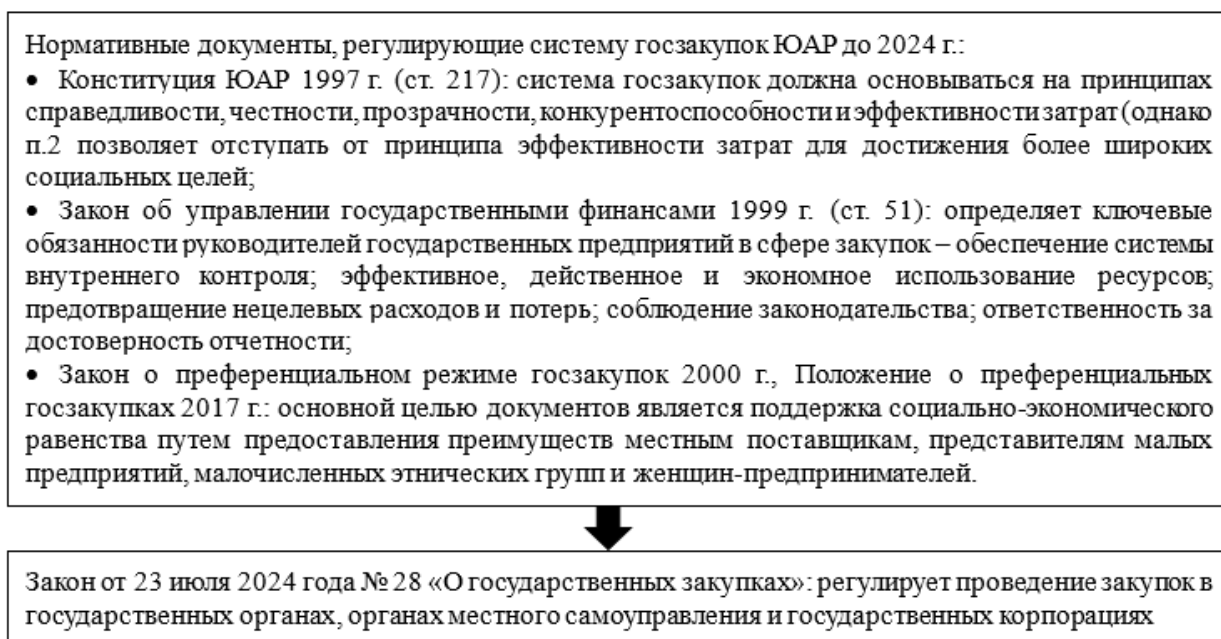 Нормативные документы, регулирующие систему госзакупок ЮАР до 2024 г.:
• Конституция ЮАР 1997 г. (ст. 217): система госзакупок должна основываться на принципах
справедливости, честности, прозрачности, конкурентоспособности и эффективности затрат (однако
п.2 позволяет отступать от принципа эффективности затрат для достижения более широких
социальных целей;
• Закон об управлении государственными финансами 1999 г. (ст. 51): определяет ключевые
обязанности руководителей государственных предприятий в сфере закупок – обеспечение системы
внутреннего контроля; эффективное, действенное и экономное использование ресурсов;
предотвращение нецелевых расходов и потерь; соблюдение законодательства; ответственность за
достоверность отчетности;
• Закон о преференциальном режиме госзакупок 2000 г., Положение о преференциальных
госзакупках 2017 г.: основной целью документов является поддержка социально-экономического
равенства путем предоставления преимуществ местным поставщикам, представителям малых
предприятий, малочисленных этнических групп и женщин-предпринимателей.
Закон от 23 июля 2024 года № 28 «О государственных закупках»: регулирует проведение закупок в
государственных органах, органах местного самоуправления и государственных корпорациях